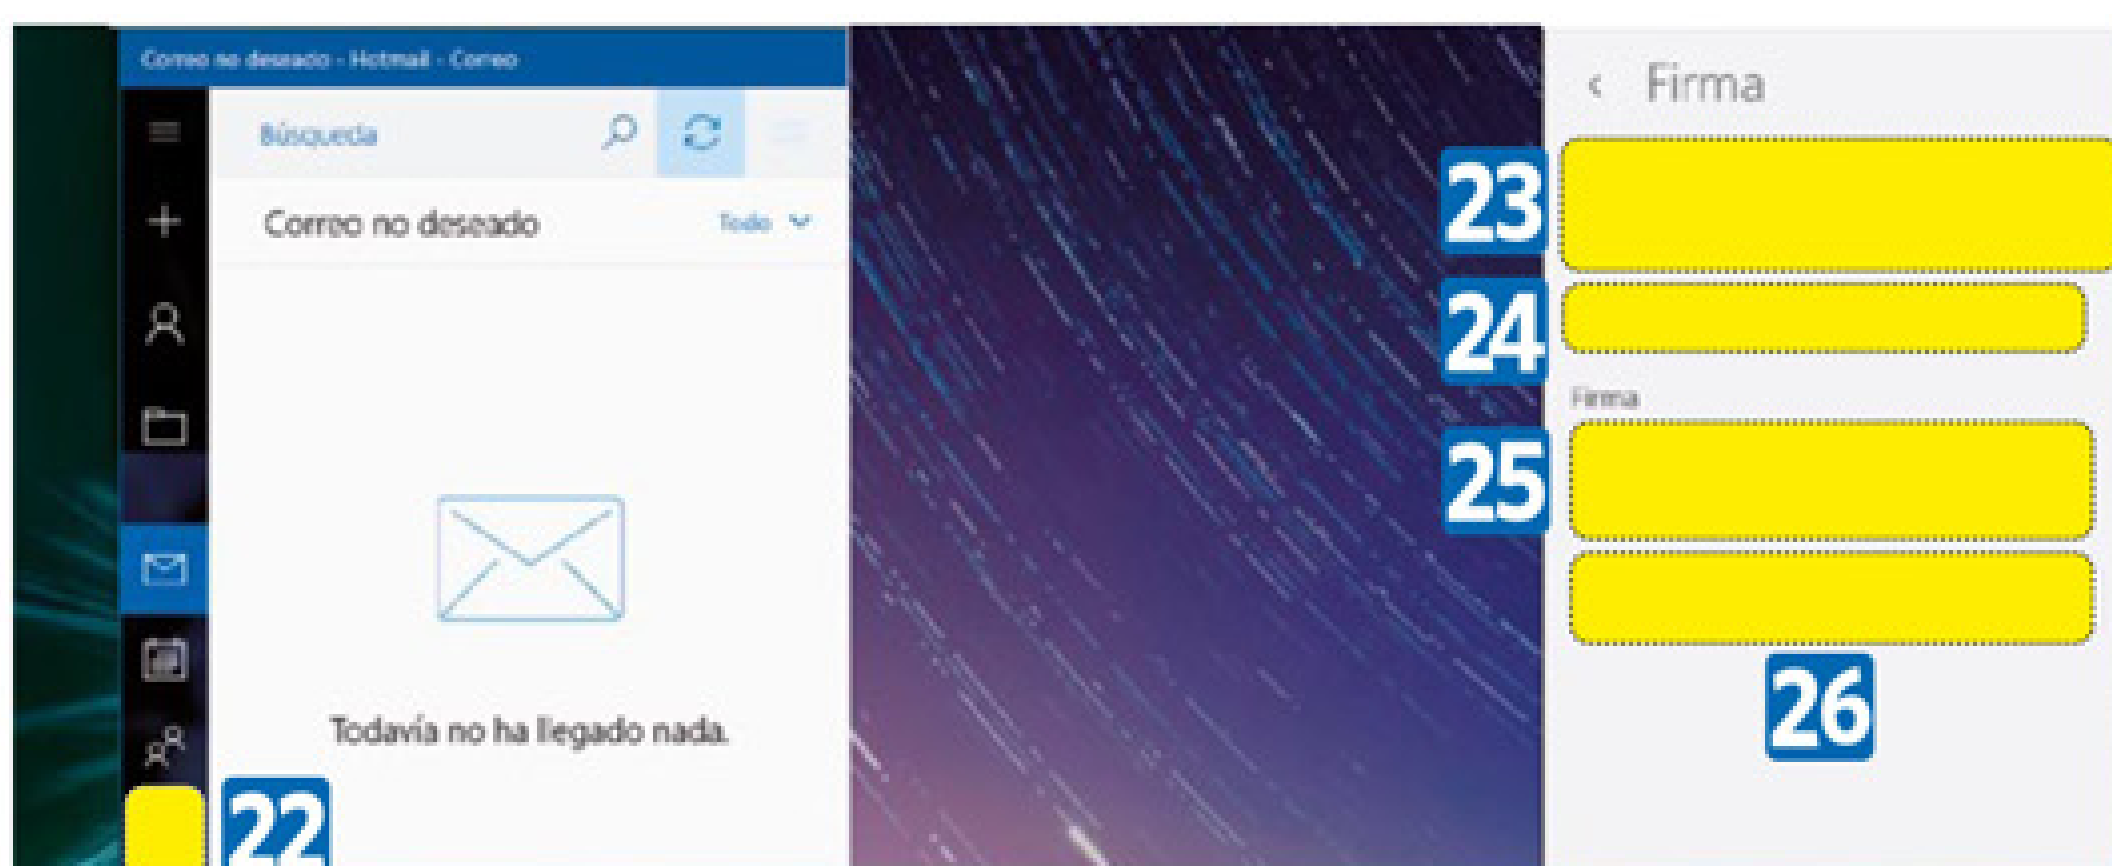 Correo no deseado - Hotmail - Correo
Búsqueda
Correo no deseado
Todo
Todavía no ha llegado nada.
22
Firma
23
24
Firma
25
26